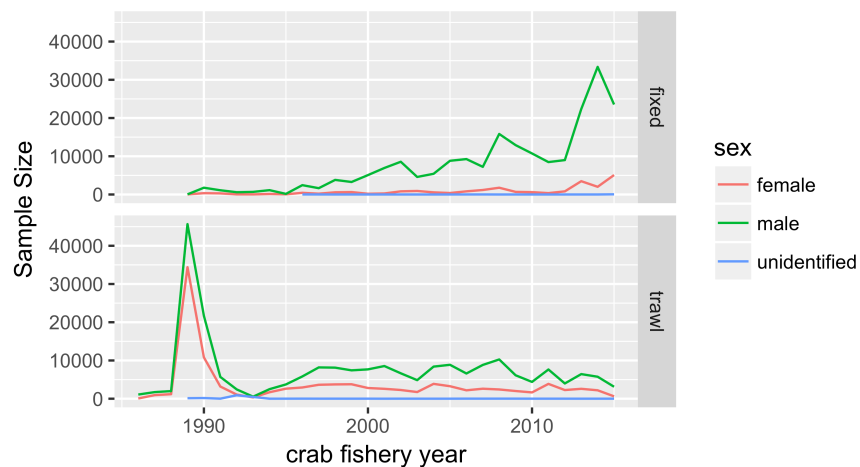 40000
30000
20000
10000
0
fixed
40000
30000
20000
10000
0
trawl
Sample Size
1990 2000 2010
crab fishery year
sex
female
male
unidentified